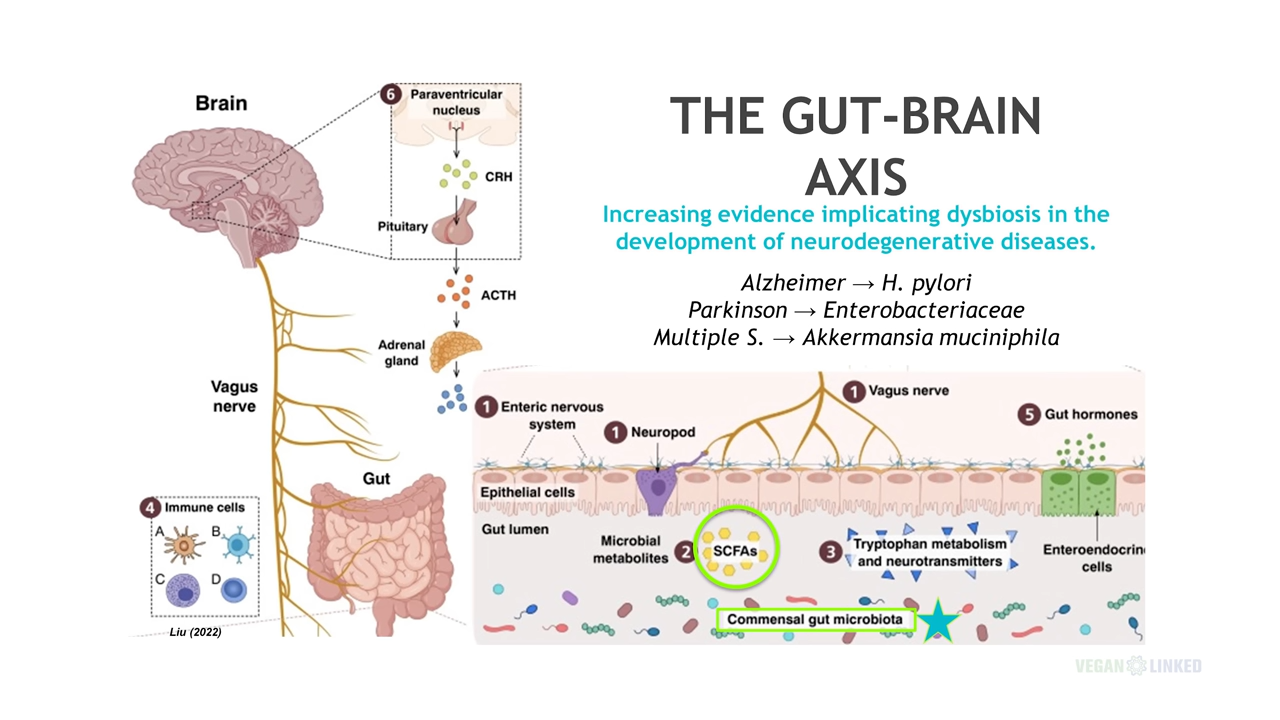 THE GUT-BRAIN
AXIS
Increasing evidence implicating dysbiosis in the
development of neurodegenerative diseases.
Alzheimer → H. pylori
Parkinson → Enterobacteriaceae
Multiple S. → Akkermansia muciniphila
Brain
6
Paraventricular
nucleus
CRH
Pituitary
ACTH
Adrenal
gland
Vagus
nerve
Gut
4 Immune cells
A
B
C
D
Liu (2022)
1 Enteric nervous
system
1 Neuropod
1 Vagus nerve
5 Gut hormones
Epithelial cells
Gut lumen
Microbial
metabolites
2
SCFAs
3
Tryptophan metabolism
and neurotransmitters
Enteroendocrin
cells
Commensal gut microbiota
VEGAN LINKED